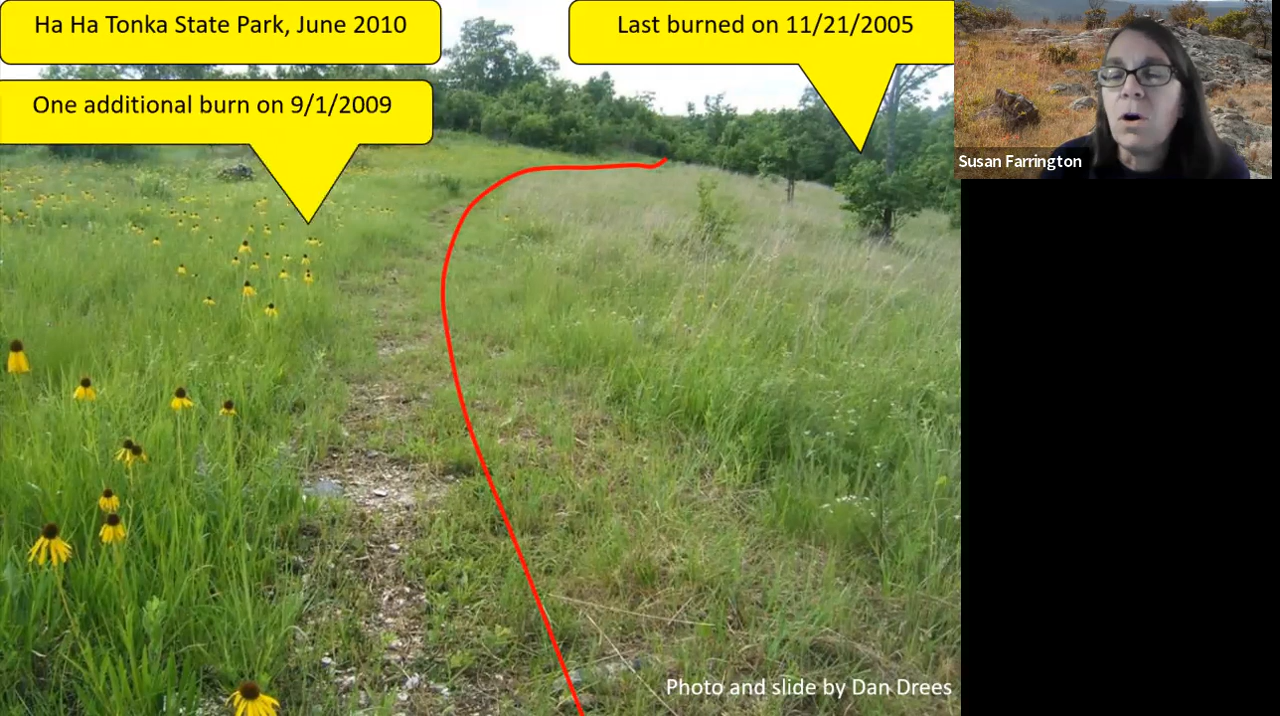 Ha Ha Tonka State Park, June 2010
Last burned on 11/21/2005
One additional burn on 9/1/2009
Susan Farrington
Photo and slide by Dan Drees